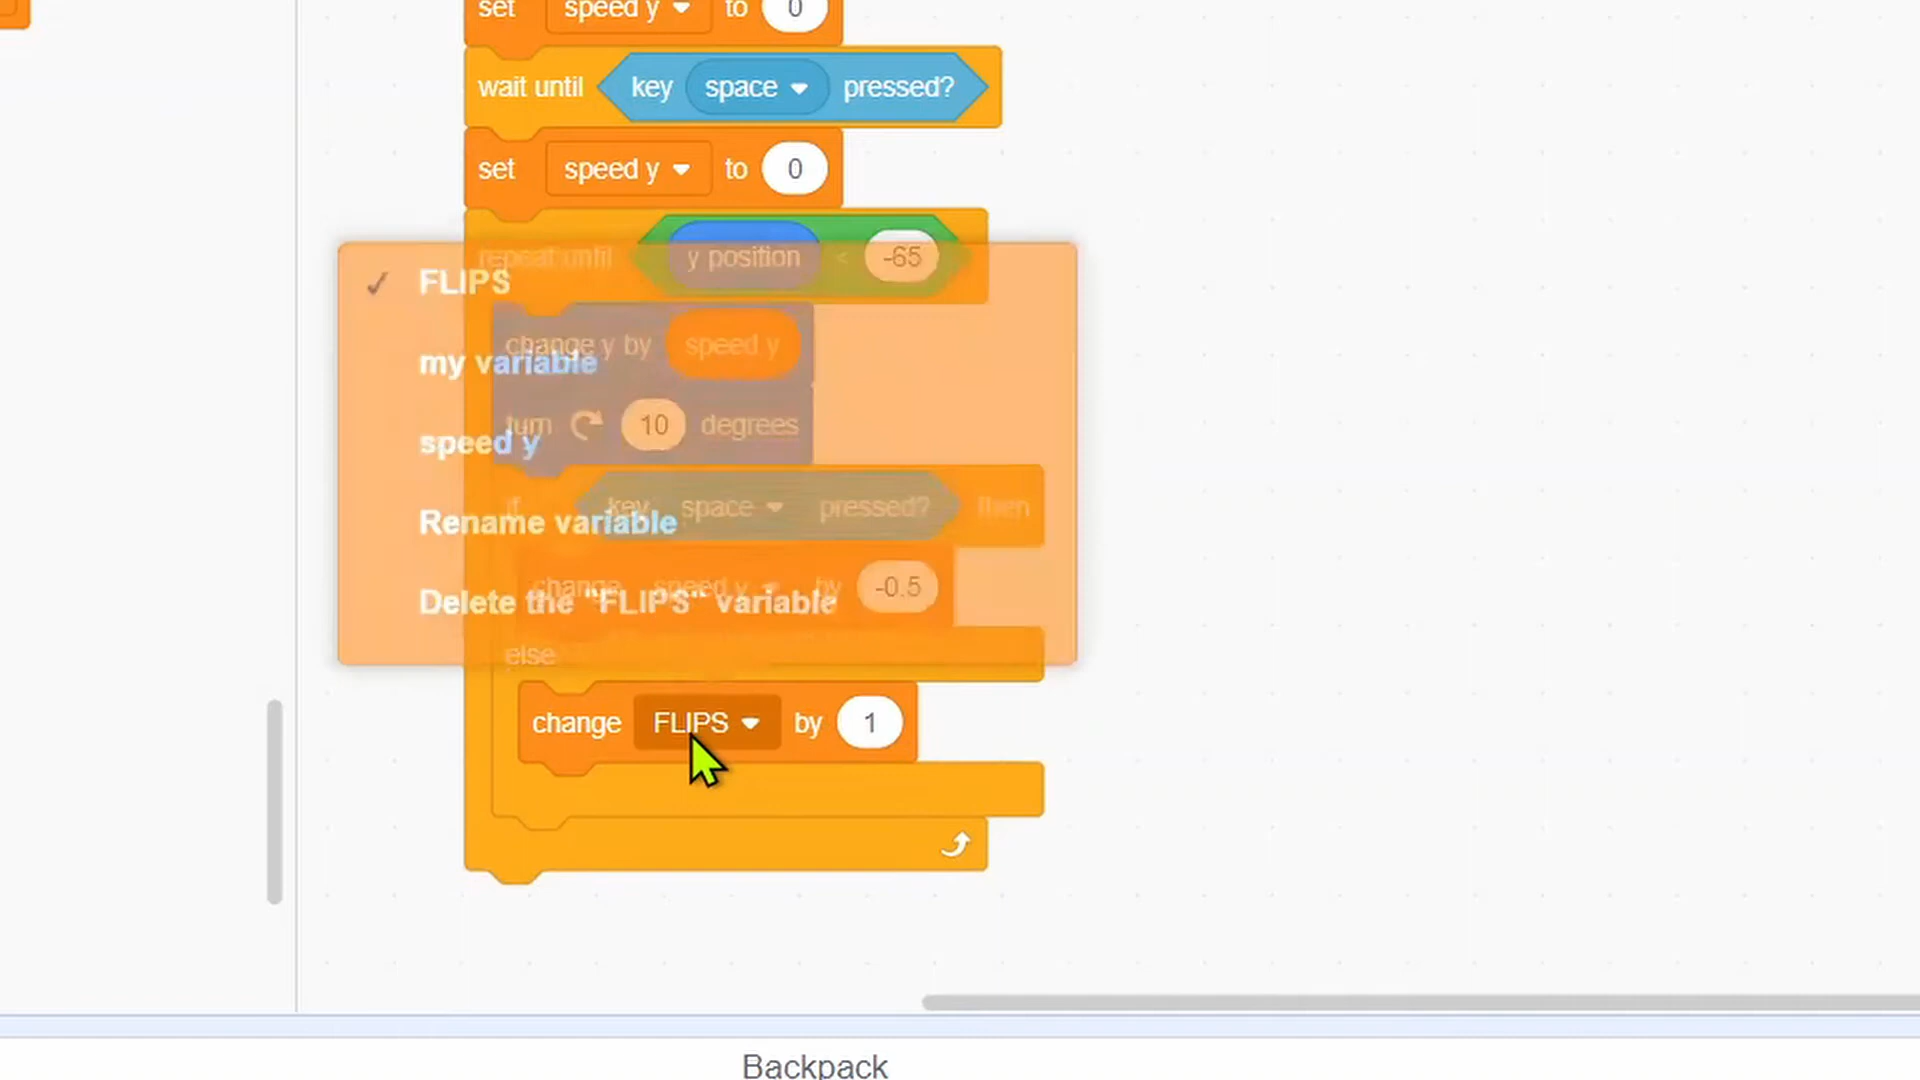 set speed y to 0
wait until key space pressed?
set speed y to 0
repeat until y position < -65
✓ FLIPS
change y by speed y
my variable
turn 10 degrees
speed y
if key space pressed? then
Rename variable
change speed y by -0.5
Delete the "FLIPS" variable
else
change FLIPS by 1
Backpack